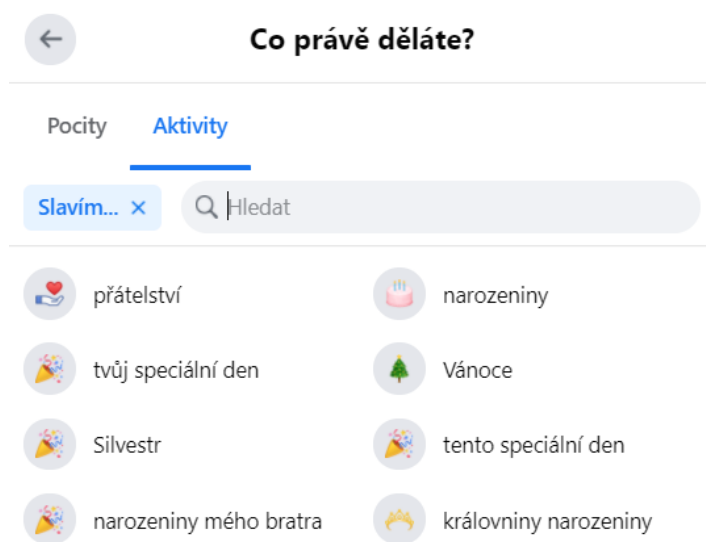 Co právě děláte?
Pocity Aktivity
Slavím... × Hledat
přátelství narozeniny
tvůj speciální den Vánoce
Silvestr tento speciální den
narozeniny mého bratra královniny narozeniny